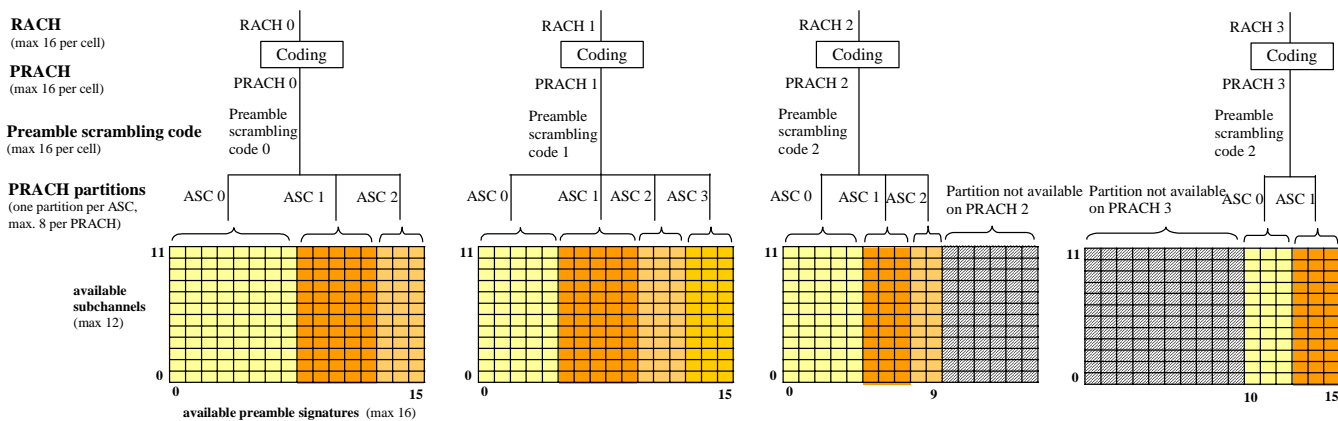 RACH
(max 16 per cell)
PRACH
(max 16 per cell)
Preamble scrambling code
(max 16 per cell)
PRACH partitions
(one partition per ASC,
max. 8 per PRACH)
available
subchannels
(max 12)
RACH 0
Coding
PRACH 0
Preamble
scrambling
code 0
ASC 0
ASC 1
ASC 2
11
0
0
15
available preamble signatures (max 16)
RACH 1
Coding
PRACH 1
Preamble
scrambling
code 1
ASC 0
ASC 1
ASC 2
ASC 3
11
0
0
15
RACH 2
Coding
PRACH 2
Preamble
scrambling
code 2
ASC 0
ASC 1
ASC 2
Partition not available
on PRACH 2
11
0
0
9
RACH 3
Coding
PRACH 3
Preamble
scrambling
code 2
Partition not available
on PRACH 3
ASC 0
ASC 1
11
0
10
15